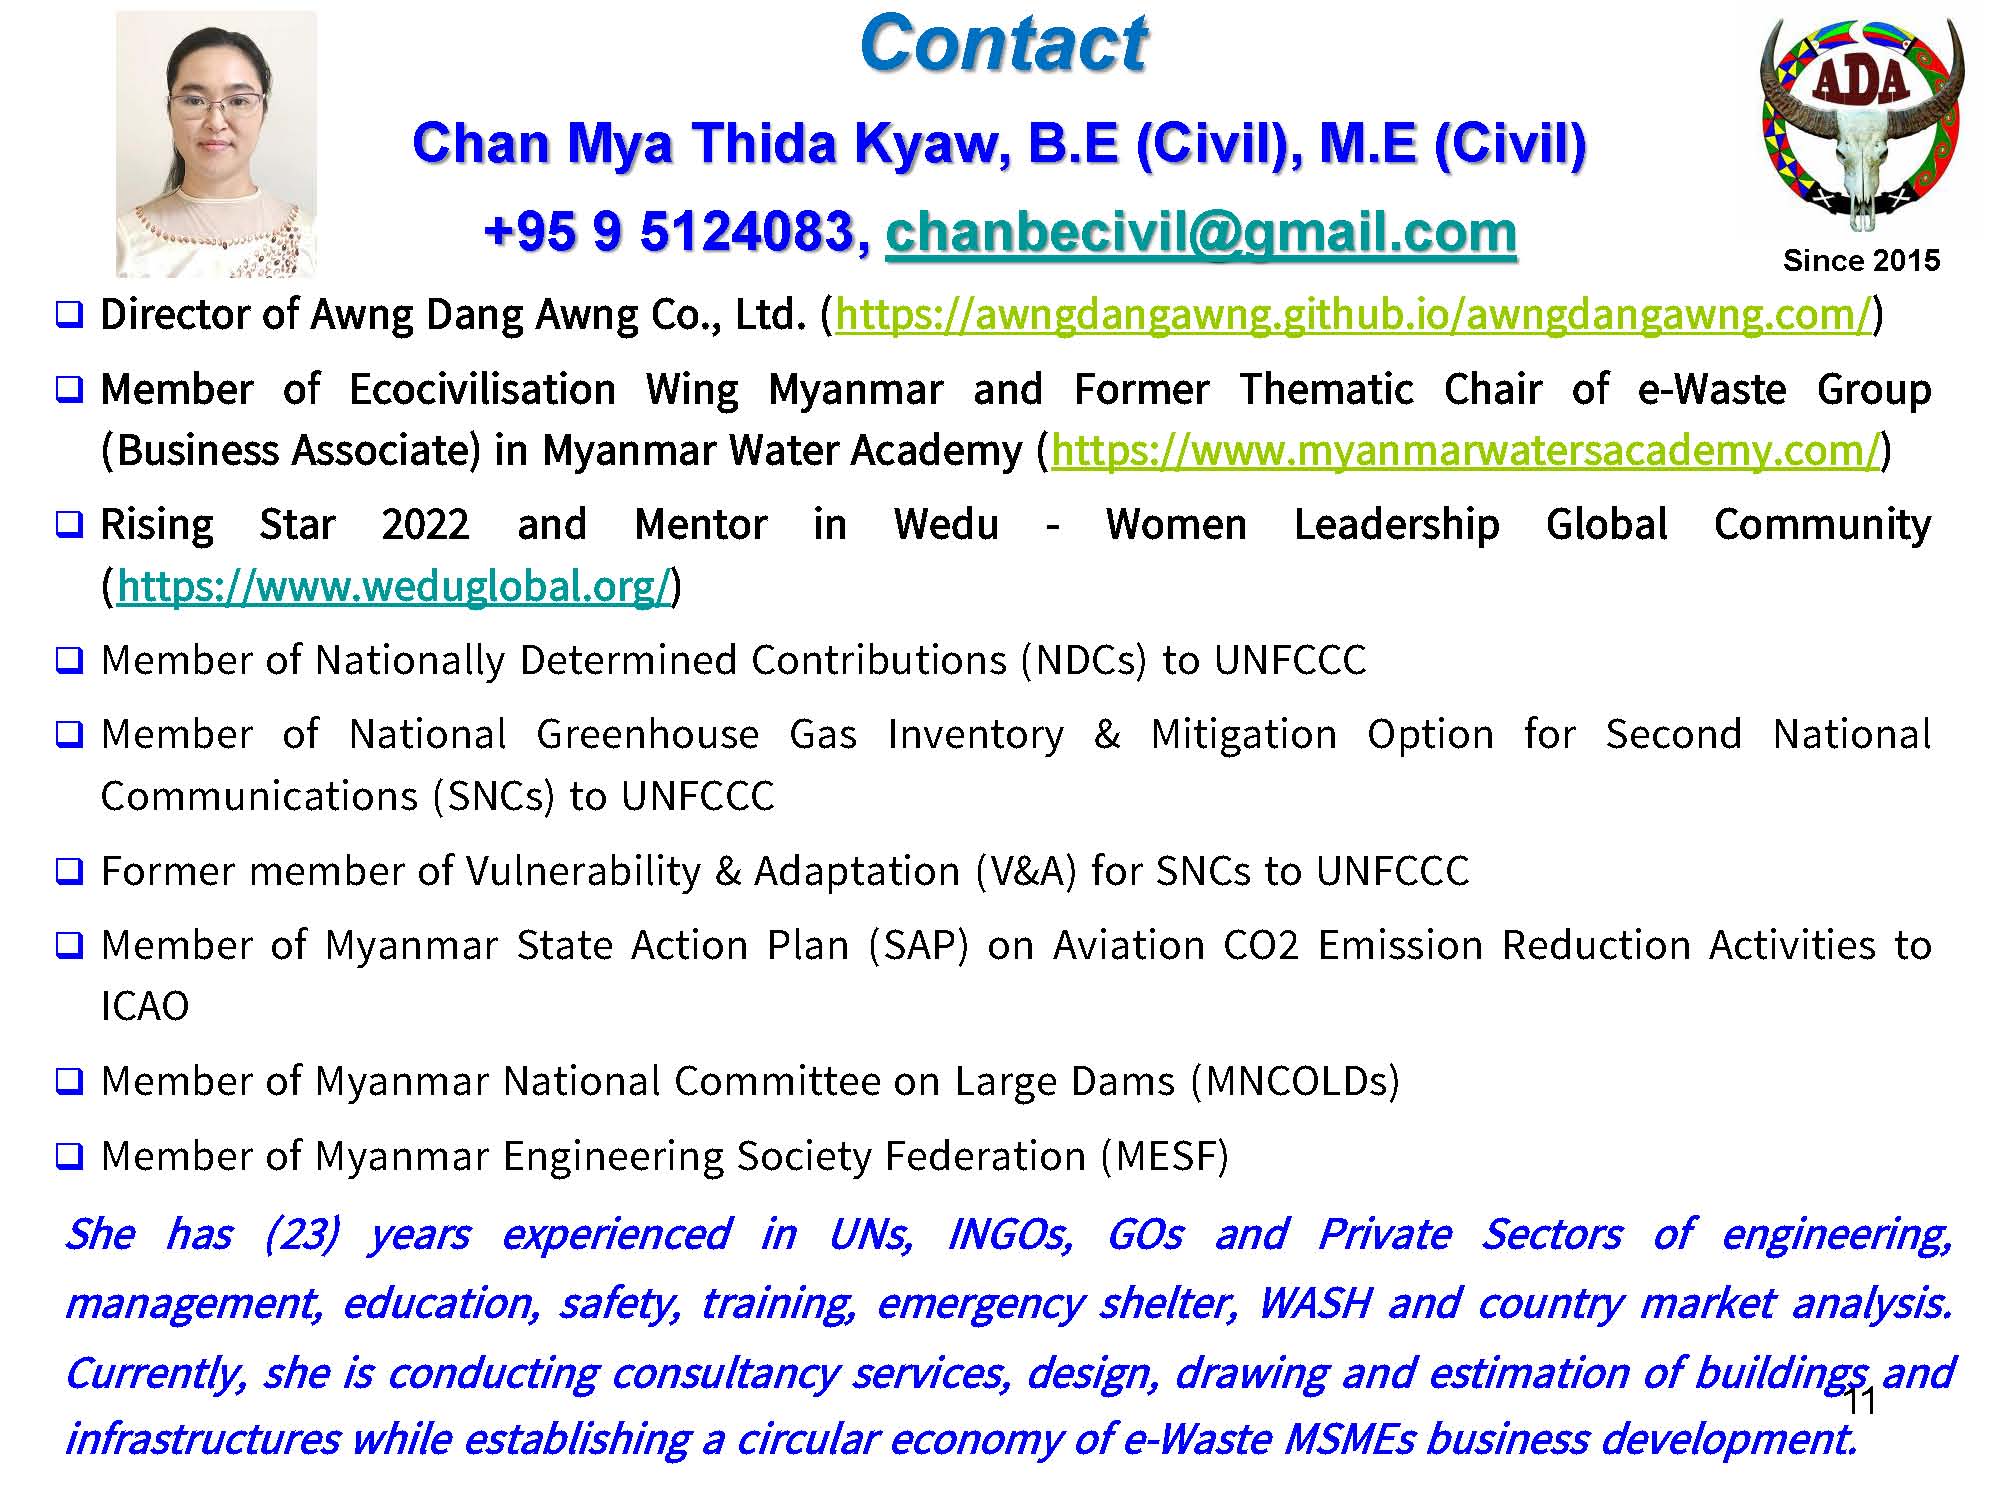 Contact
ADA
Chan Mya Thida Kyaw, B.E (Civil), M.E (Civil)
+95 9 5124083, chanbecivil@gmail.com
Since 2015
Director of Awng Dang Awng Co., Ltd. (https://awngdangawng.github.io/awngdangawng.com/)
Member of Ecocivilisation Wing Myanmar and Former Thematic Chair of e-Waste Group
(Business Associate) in Myanmar Water Academy (https://www.myanmarwatersacademy.com/)
Rising Star 2022 and Mentor in Wedu - Women Leadership Global Community
(https://www.weduglobal.org/)
Member of Nationally Determined Contributions (NDCs) to UNFCCC
Member of National Greenhouse Gas Inventory & Mitigation Option for Second National
Communications (SNCs) to UNFCCC
Former member of Vulnerability & Adaptation (V&A) for SNCs to UNFCCC
Member of Myanmar State Action Plan (SAP) on Aviation CO2 Emission Reduction Activities to
ICAO
Member of Myanmar National Committee on Large Dams (MNCOLDs)
Member of Myanmar Engineering Society Federation (MESF)
She has (23) years experienced in UNs, INGOs, GOs and Private Sectors of engineering,
management, education, safety, training, emergency shelter, WASH and country market analysis.
Currently, she is conducting consultancy services, design, drawing and estimation of buildings and
infrastructures while establishing a circular economy of e-Waste MSMEs business development.
11